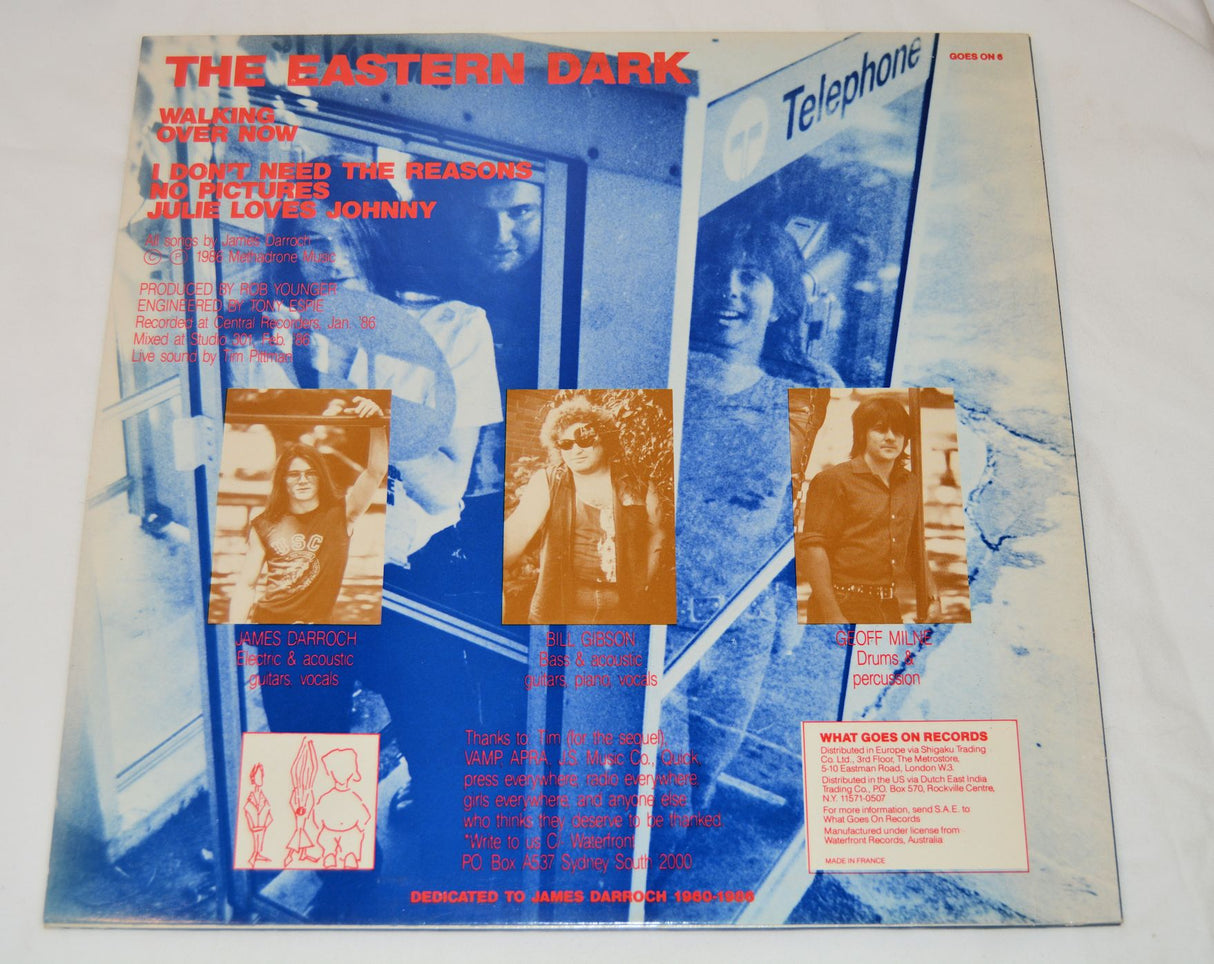 THE EASTERN DARK
GOES ON 6
Telephone
WALKING
OVER NOW
I DON'T NEED THE REASONS
NO PICTURES
JULIE LOVES JOHNNY
All songs by James Darroch
© ℗ 1986 Methadrone Music
PRODUCED BY ROB YOUNGER
ENGINEERED BY TONY ESPIE
Recorded at Central Recorders, Jan. '86
Mixed at Studio 301, Feb. '86
Live sound by Tim Pittman
JAMES DARROCH
Electric & acoustic
guitars, vocals
BILL GIBSON
Bass & acoustic
guitars, piano, vocals
GEOFF MILNE
Drums &
percussion
Thanks to: Tim (for the sequel),
VAMP, APRA, J.S. Music Co., Quick,
press everywhere, radio everywhere,
girls everywhere, and anyone else
who thinks they deserve to be thanked.
*Write to us C/- Waterfront
P.O. Box A537 Sydney South 2000.
WHAT GOES ON RECORDS
Distributed in Europe via Shigaku Trading
Co. Ltd., 3rd Floor, The Metrostore,
5-10 Eastman Road, London W.3.
Distributed in the US via Dutch East India
Trading Co., P.O. Box 570, Rockville Centre,
N.Y. 11571-0507
For more information, send S.A.E. to
What Goes On Records
Manufactured under license from
Waterfront Records, Australia
MADE IN FRANCE
DEDICATED TO JAMES DARROCH 1960-1986